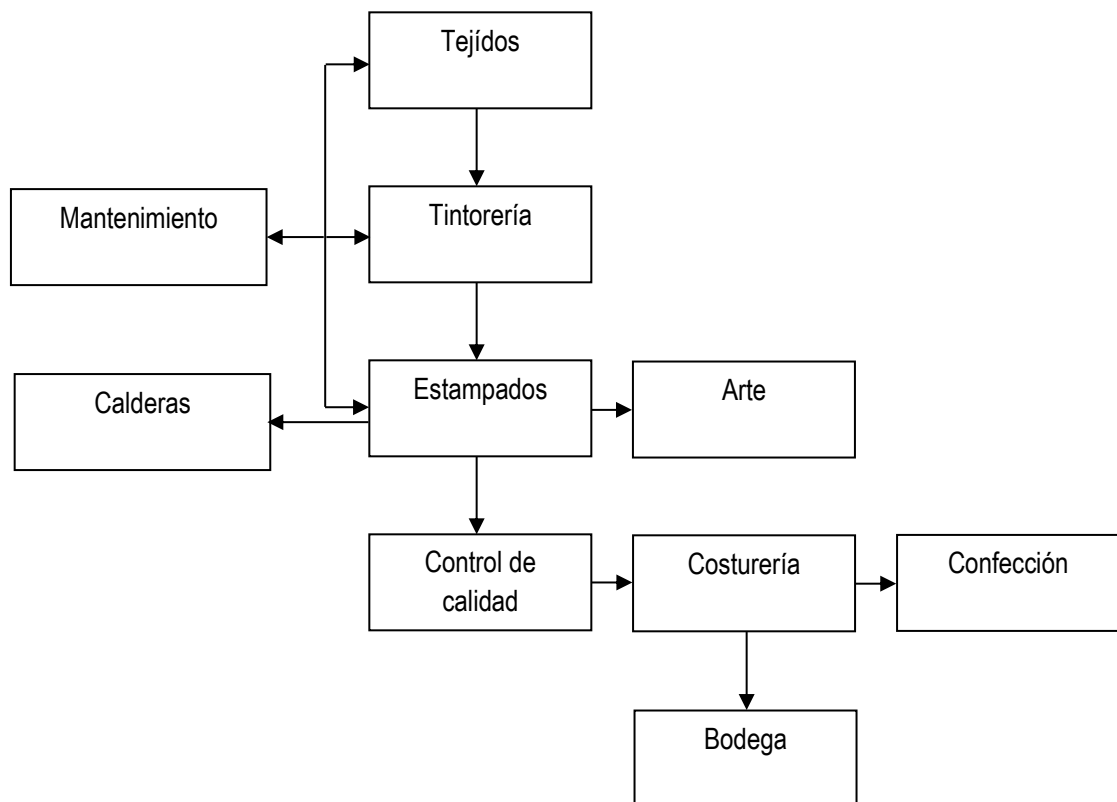 Tejídos
Mantenimiento
Tintorería
Calderas
Estampados
Arte
Control de
calidad
Costurería
Confección
Bodega